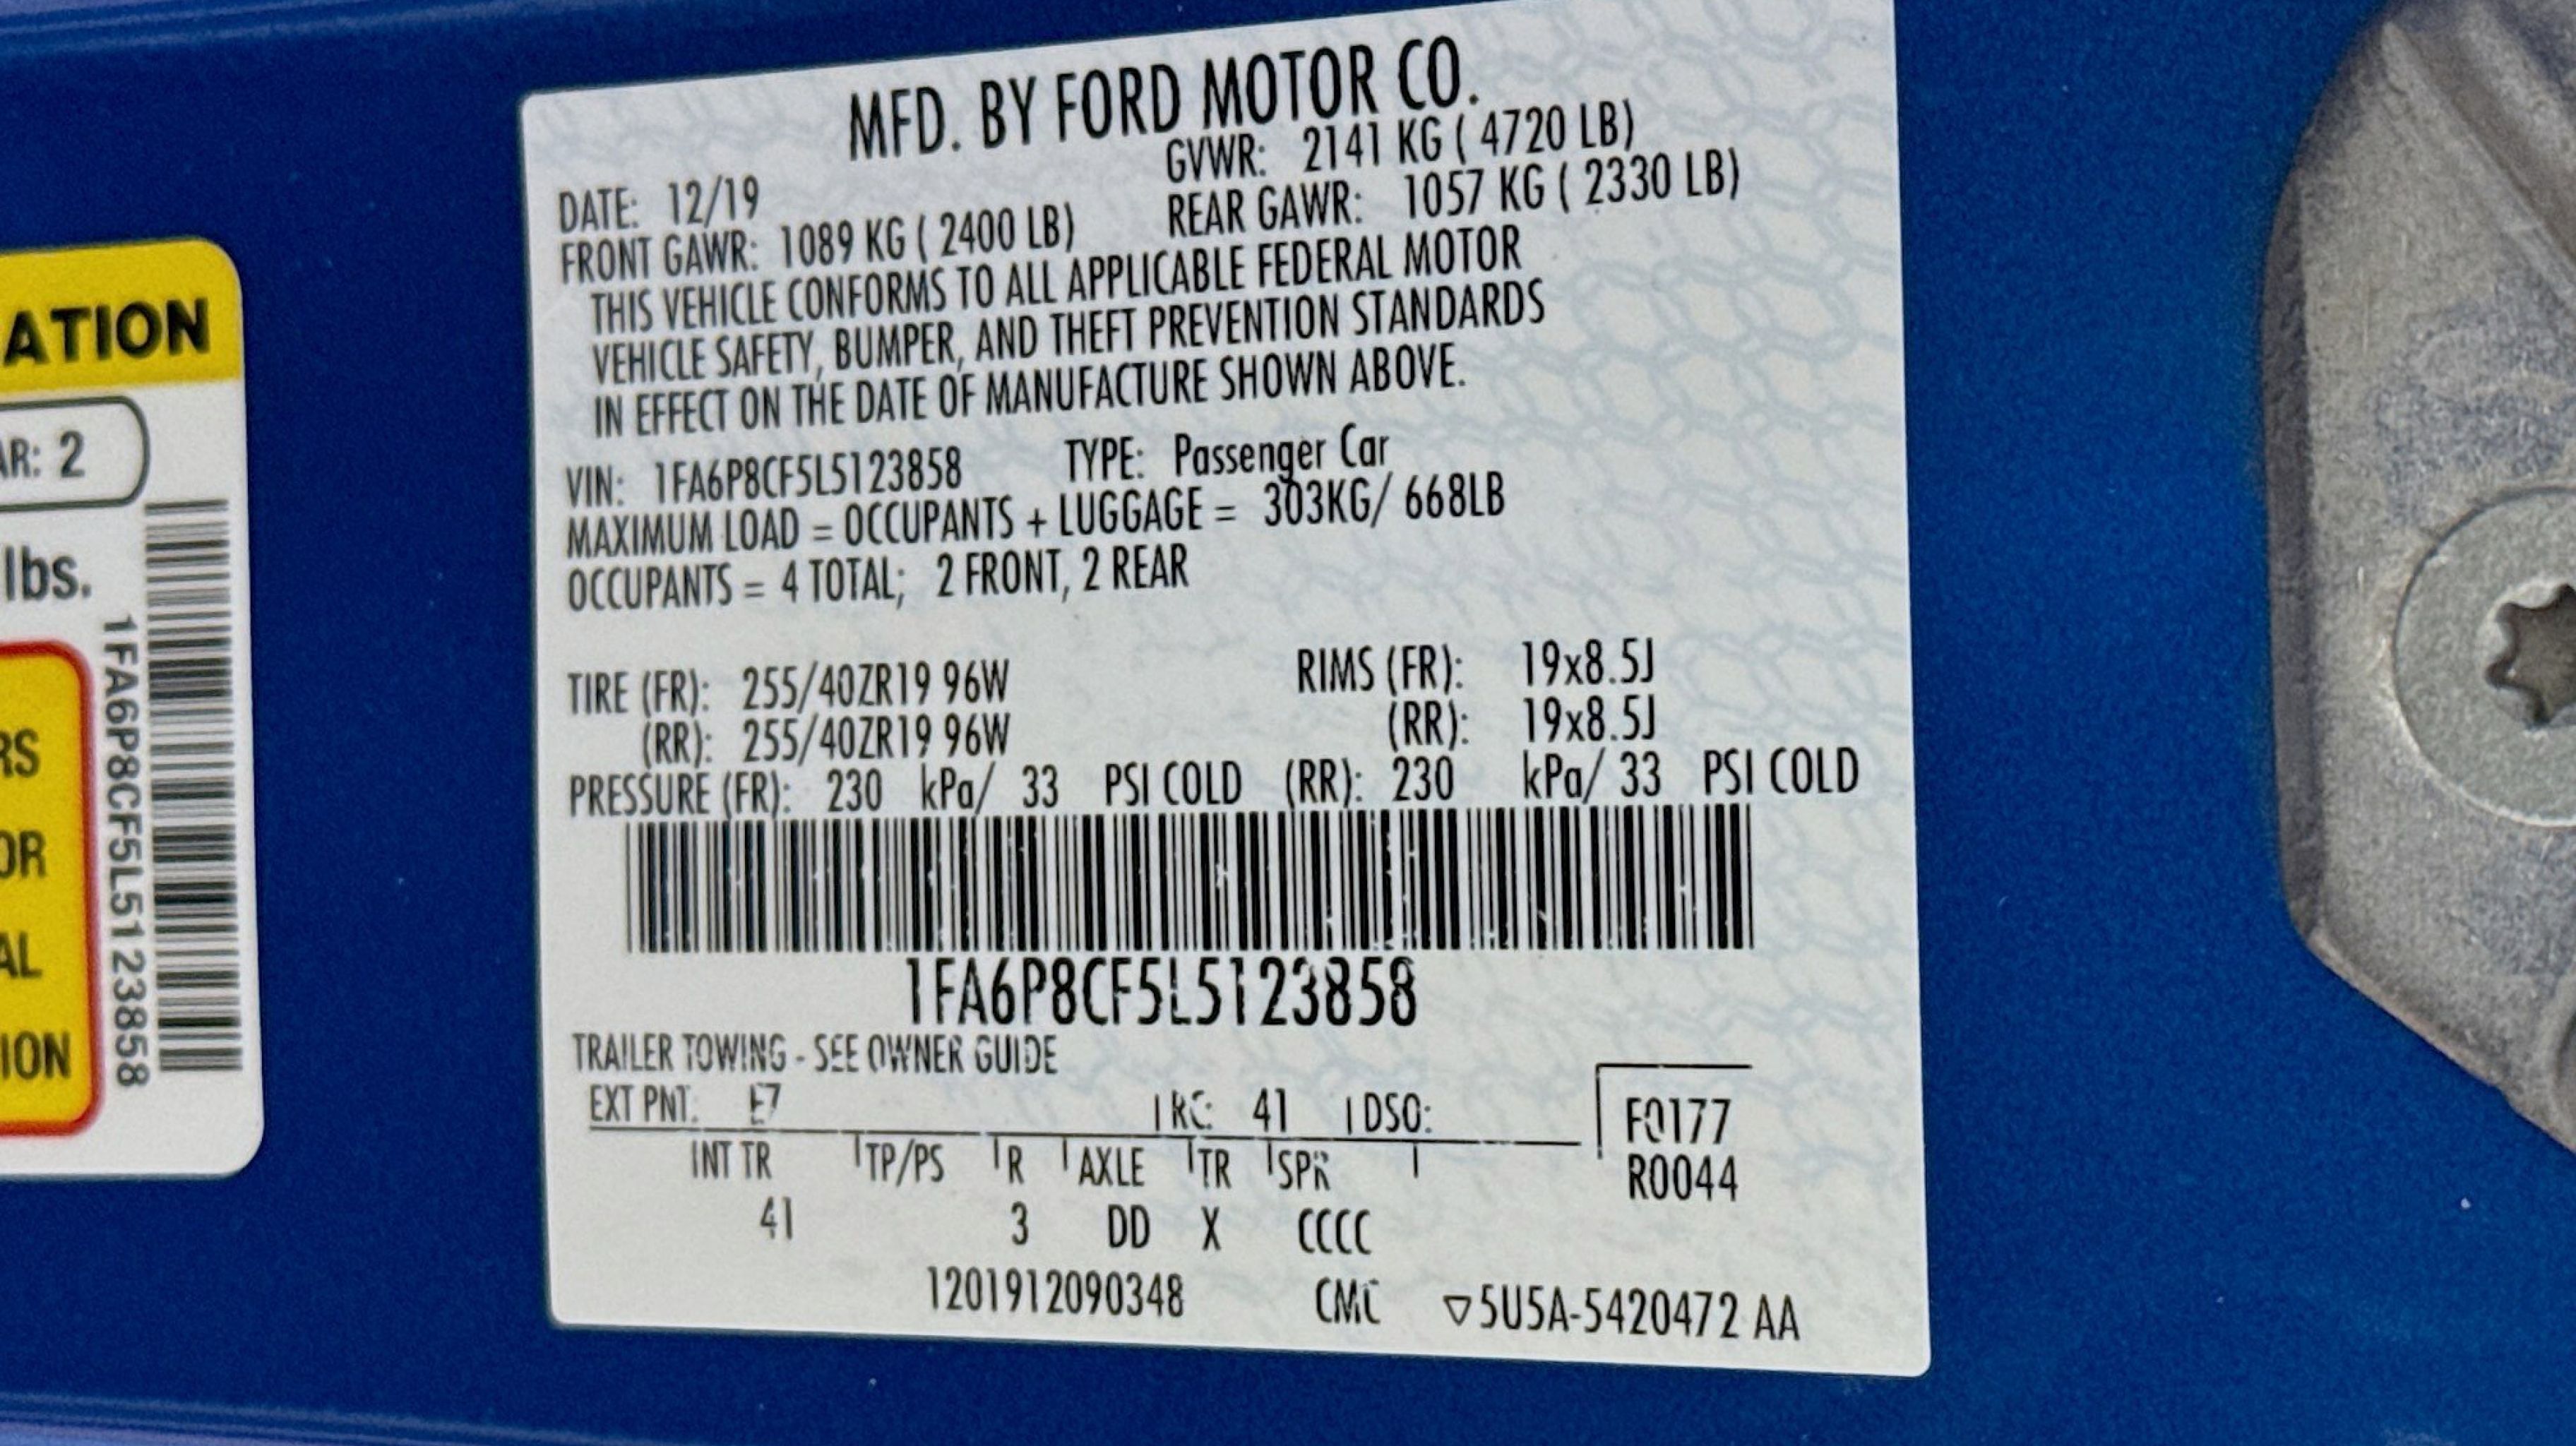 MFD. BY FORD MOTOR CO.
DATE: 12/19 GVWR: 2141 KG ( 4720 LB)
FRONT GAWR: 1089 KG ( 2400 LB) REAR GAWR: 1057 KG ( 2330 LB)
THIS VEHICLE CONFORMS TO ALL APPLICABLE FEDERAL MOTOR
VEHICLE SAFETY, BUMPER, AND THEFT PREVENTION STANDARDS
IN EFFECT ON THE DATE OF MANUFACTURE SHOWN ABOVE.
VIN: 1FA6P8CF5L5123858 TYPE: Passenger Car
MAXIMUM LOAD = OCCUPANTS + LUGGAGE = 303KG/ 668LB
OCCUPANTS = 4 TOTAL; 2 FRONT, 2 REAR
TIRE (FR): 255/40ZR19 96W RIMS (FR): 19x8.5J
(RR): 255/40ZR19 96W (RR): 19x8.5J
PRESSURE (FR): 230 kPa/ 33 PSI COLD (RR): 230 kPa/ 33 PSI COLD
1FA6P8CF5L5123858
TRAILER TOWING - SEE OWNER GUIDE
EXT PNT: E7 RC: 41 DSO:
F0177
R0044
INT TR TP/PS R AXLE TR SPR
41 3 DD X CCCC
1201912090348 CMC ▽5U5A-5420472 AA
ATION
AR: 2
lbs.
RS
OR
AL
ION
1FA6P8CF5L5123858